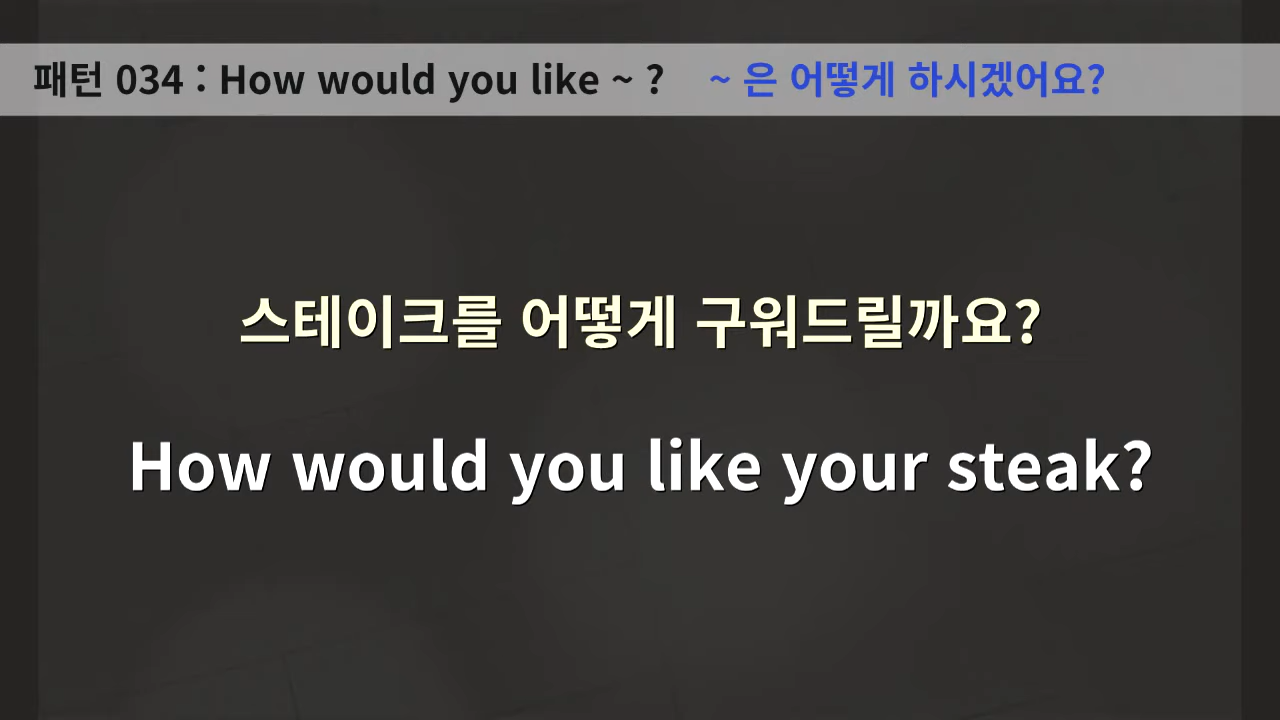 패턴 034 : How would you like ~ ? ~ 은 어떻게 하시겠어요?
스테이크를 어떻게 구워드릴까요?
How would you like your steak?